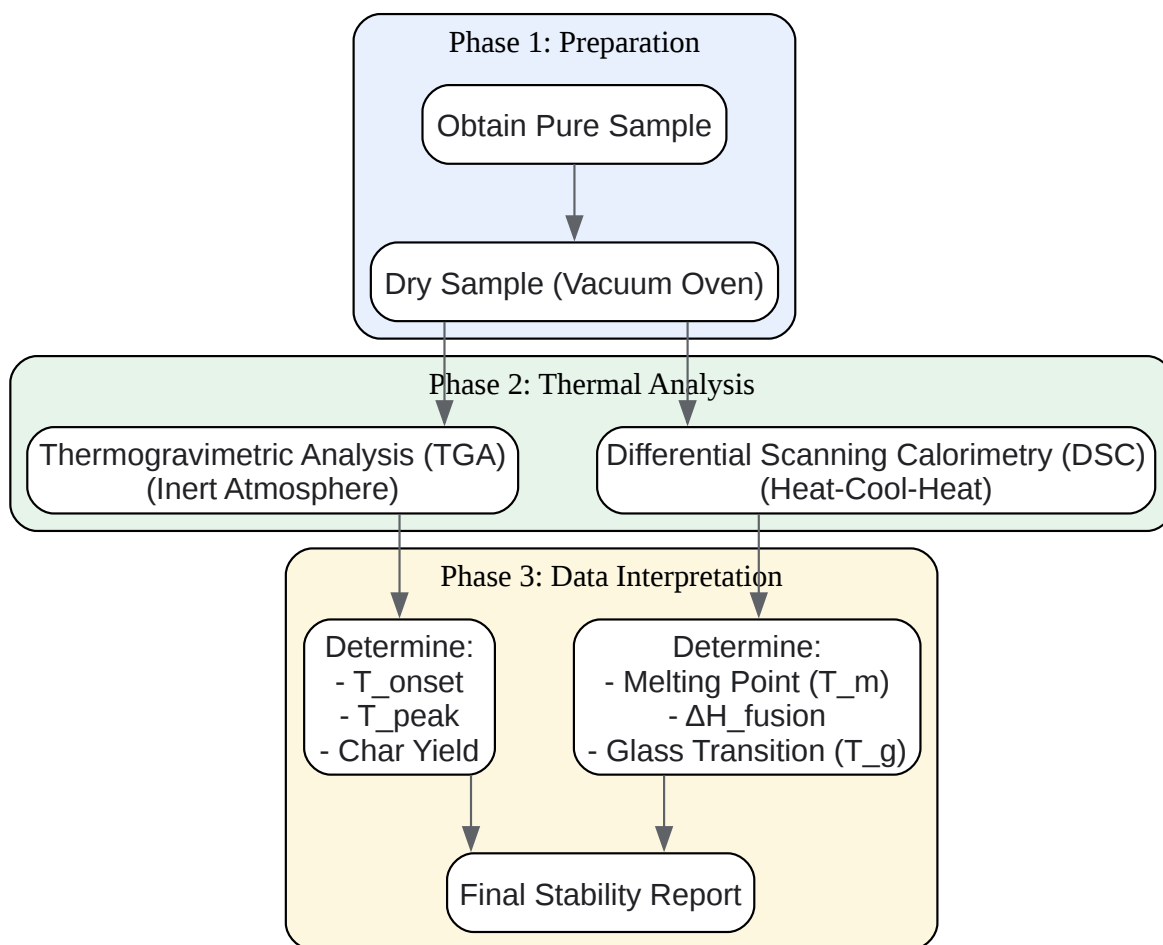 Phase 1: Preparation
Obtain Pure Sample
Dry Sample (Vacuum Oven)
Phase 2: Thermal Analysis
Thermogravimetric Analysis (TGA)
(Inert Atmosphere)
Differential Scanning Calorimetry (DSC)
(Heat-Cool-Heat)
Phase 3: Data Interpretation
Determine:
- T_onset
- T_peak
- Char Yield
Determine:
- Melting Point (T_m)
- ΔH_fusion
- Glass Transition (T_g)
Final Stability Report